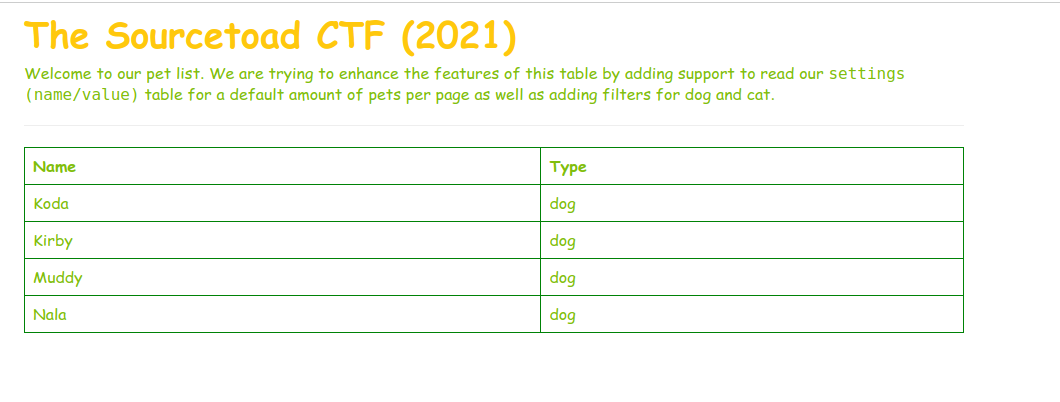 The Sourcetoad CTF (2021)
Welcome to our pet list. We are trying to enhance the features of this table by adding support to read our settings
(name/value) table for a default amount of pets per page as well as adding filters for dog and cat.
Name Type
Koda dog
Kirby dog
Muddy dog
Nala dog